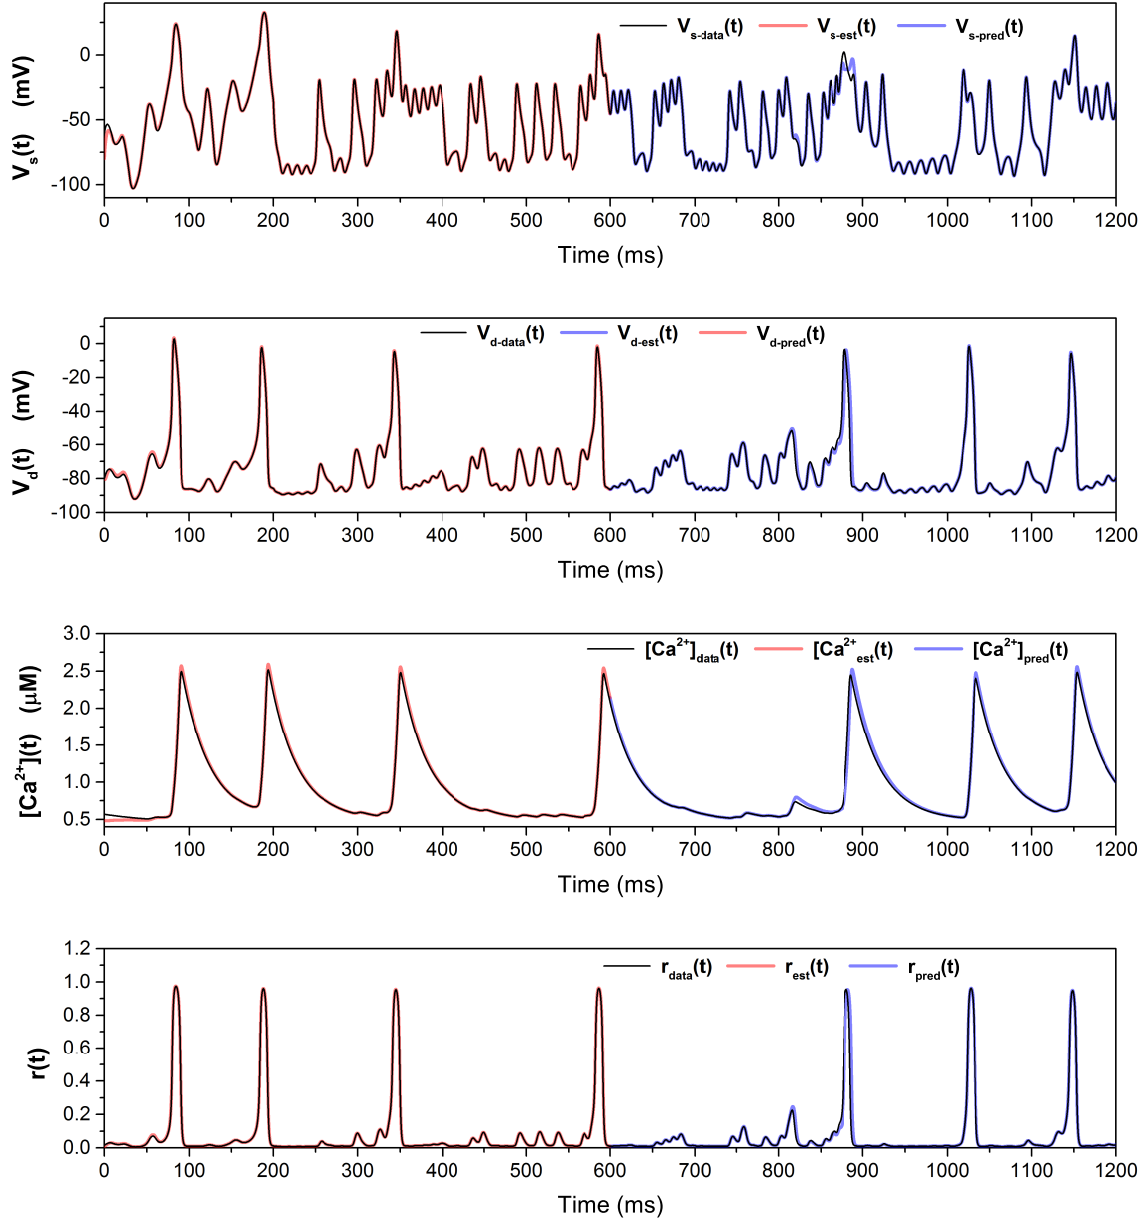 V_s-data(t) V_s-est(t) V_s-pred(t)
V_s(t) (mV)
0
-50
-100
0 100 200 300 400 500 600 700 800 900 1000 1100 1200
Time (ms)
V_d-data(t) V_d-est(t) V_d-pred(t)
V_d(t) (mV)
0
-20
-40
-60
-80
-100
0 100 200 300 400 500 600 700 800 900 1000 1100 1200
Time (ms)
[Ca²⁺]_data(t) [Ca²⁺_est(t) [Ca²⁺]_pred(t)
[Ca²⁺](t) (μM)
3.0
2.5
2.0
1.5
1.0
0.5
0 100 200 300 400 500 600 700 800 900 1000 1100 1200
Time (ms)
r_data(t) r_est(t) r_pred(t)
r(t)
1.2
1.0
0.8
0.6
0.4
0.2
0.0
0 100 200 300 400 500 600 700 800 900 1000 1100 1200
Time (ms)